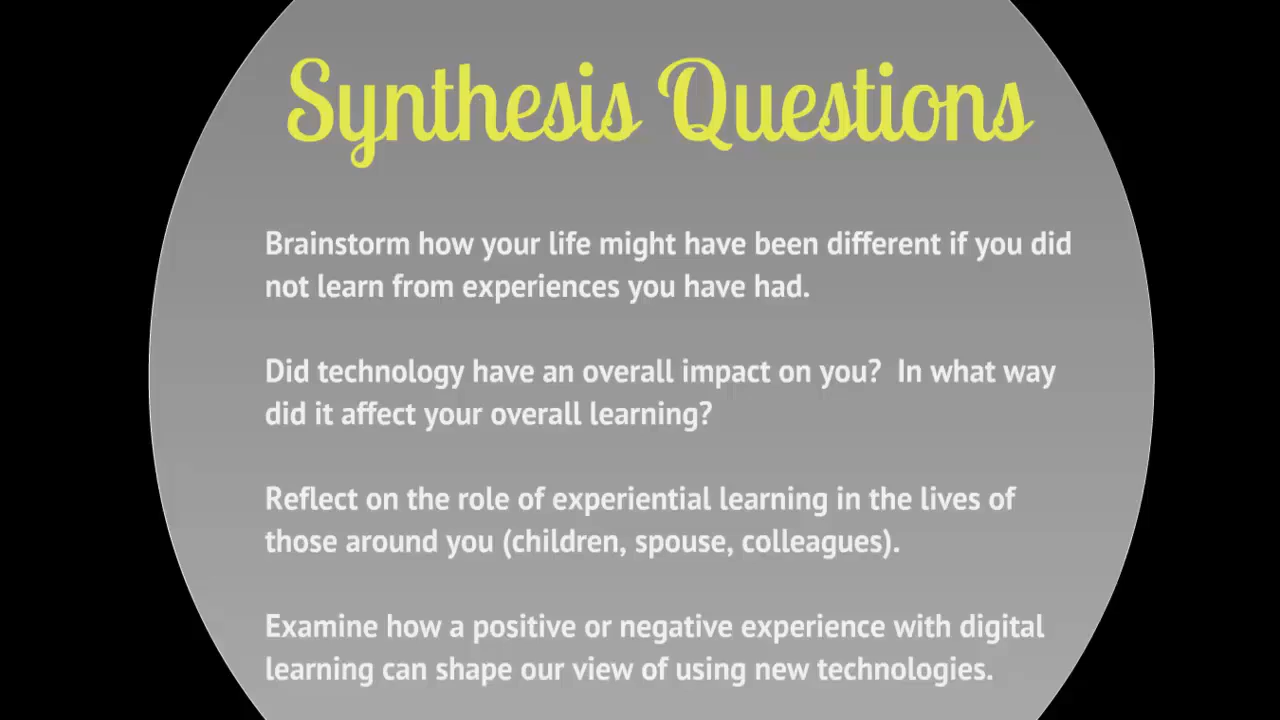 Synthesis Questions
Brainstorm how your life might have been different if you did
not learn from experiences you have had.
Did technology have an overall impact on you?  In what way
did it affect your overall learning?
Reflect on the role of experiential learning in the lives of
those around you (children, spouse, colleagues).
Examine how a positive or negative experience with digital
learning can shape our view of using new technologies.